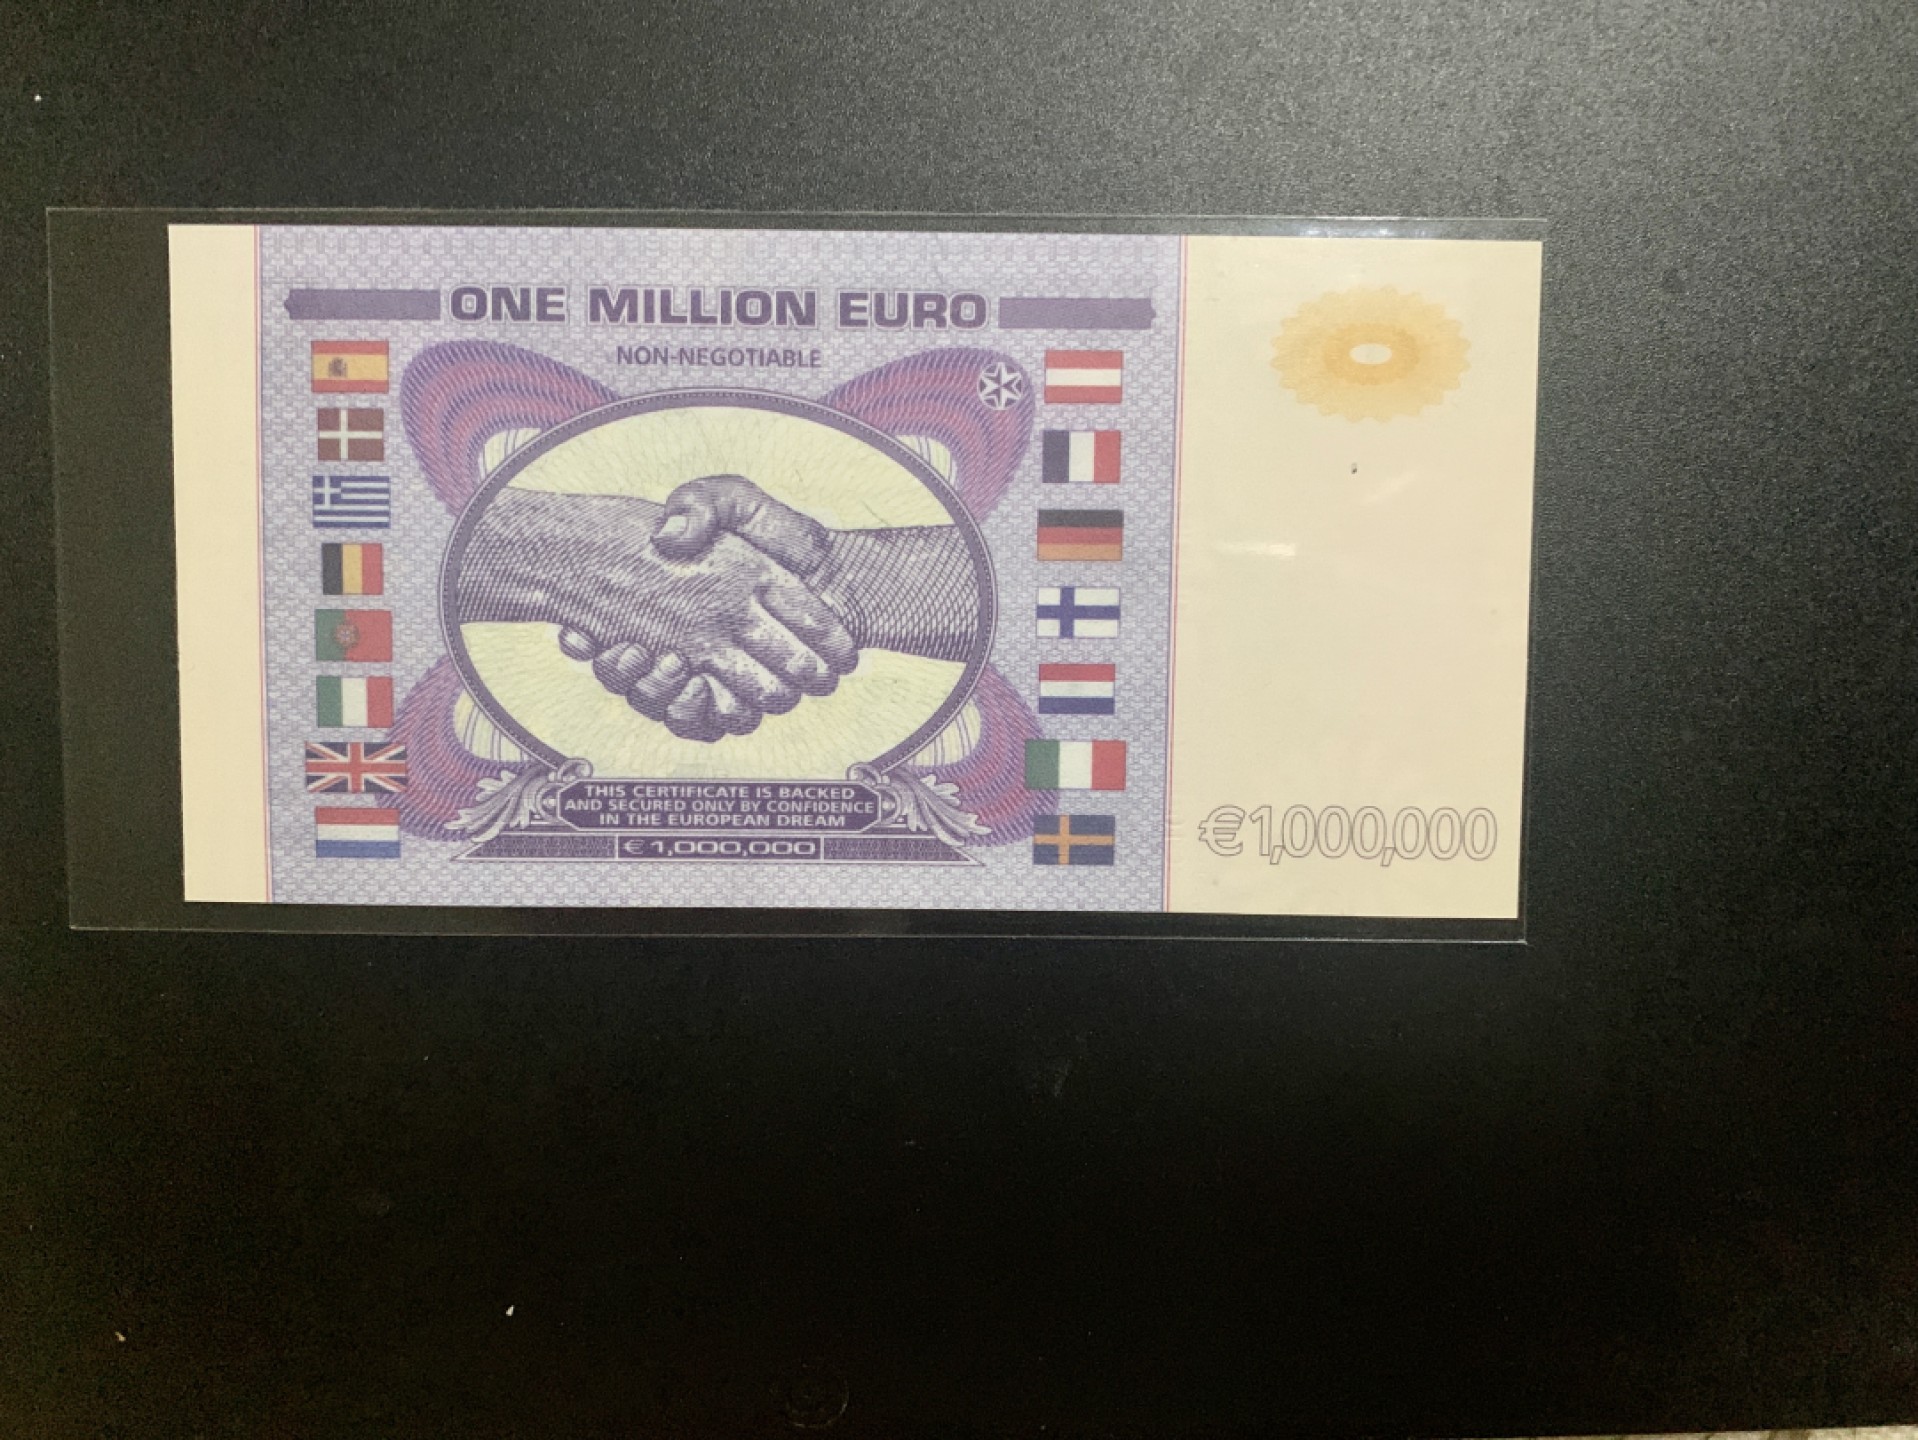 ONE MILLION EURO
NON-NEGOTIABLE
THIS CERTIFICATE IS BACKED
AND SECURED ONLY BY CONFIDENCE
IN THE EUROPEAN DREAM
€ 1,000,000
€1,000,000